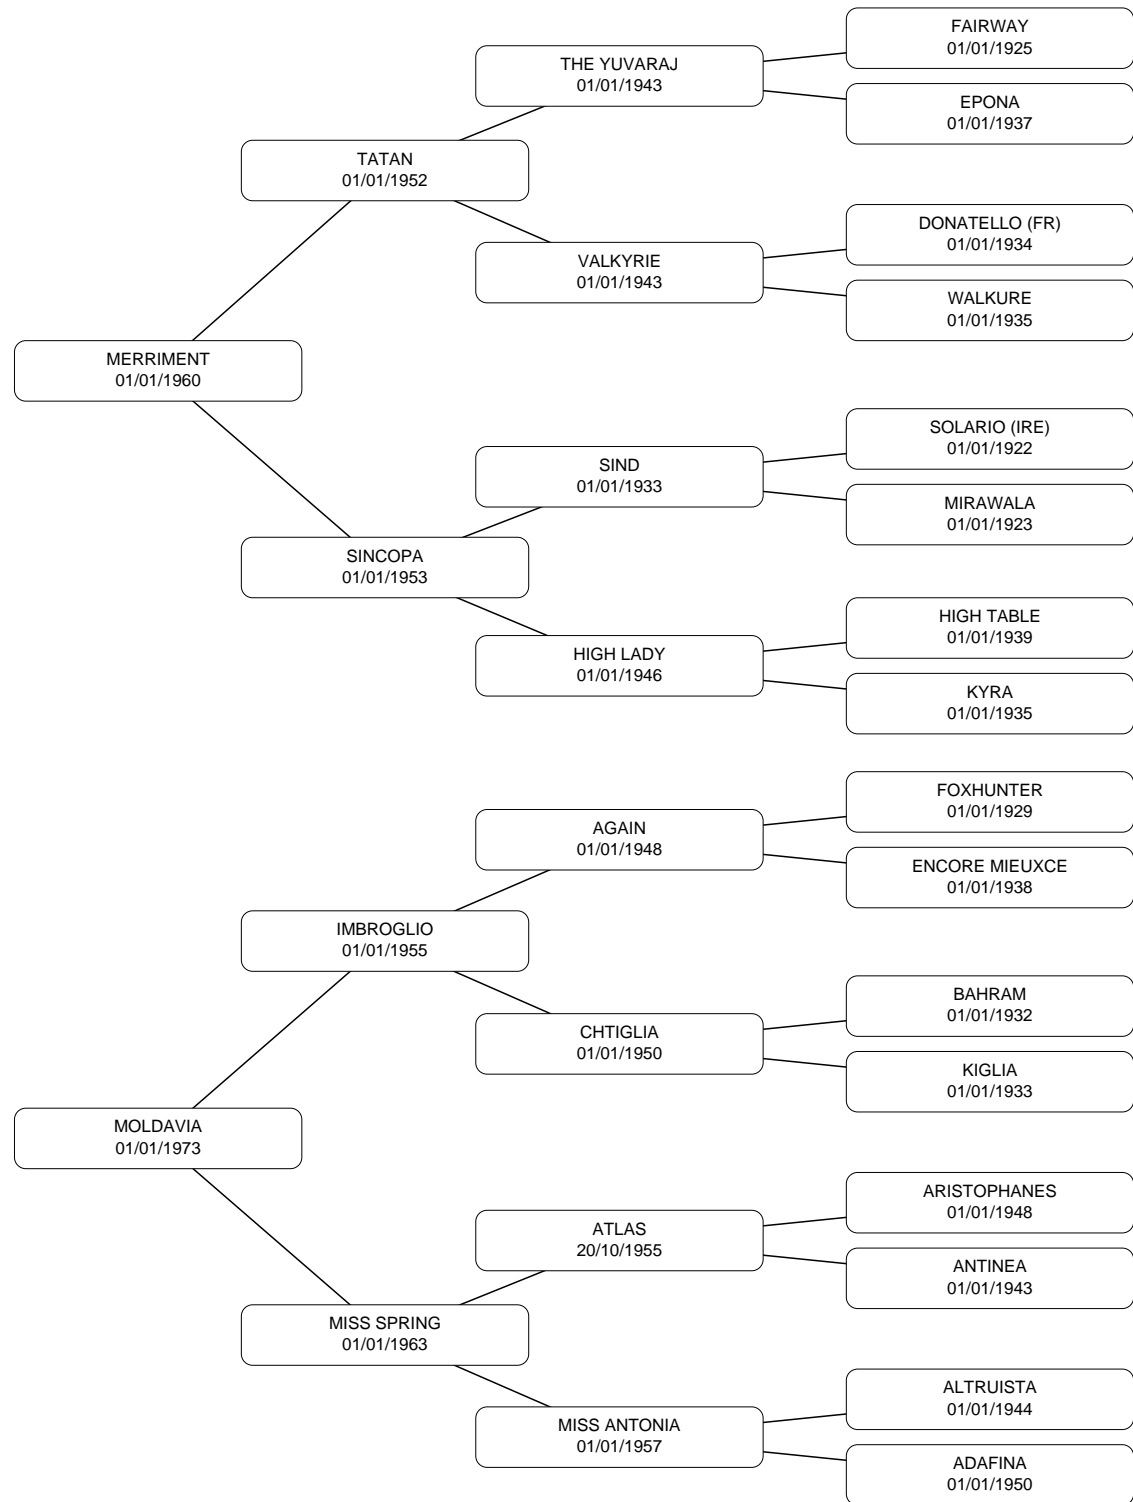 FAIRWAY
01/01/1925
THE YUVARAJ
01/01/1943
EPONA
01/01/1937
TATAN
01/01/1952
DONATELLO (FR)
01/01/1934
VALKYRIE
01/01/1943
WALKURE
01/01/1935
MERRIMENT
01/01/1960
SOLARIO (IRE)
01/01/1922
SIND
01/01/1933
MIRAWALA
01/01/1923
SINCOPA
01/01/1953
HIGH TABLE
01/01/1939
HIGH LADY
01/01/1946
KYRA
01/01/1935
FOXHUNTER
01/01/1929
AGAIN
01/01/1948
ENCORE MIEUXCE
01/01/1938
IMBROGLIO
01/01/1955
BAHRAM
01/01/1932
CHTIGLIA
01/01/1950
KIGLIA
01/01/1933
MOLDAVIA
01/01/1973
ARISTOPHANES
01/01/1948
ATLAS
20/10/1955
ANTINEA
01/01/1943
MISS SPRING
01/01/1963
ALTRUISTA
01/01/1944
MISS ANTONIA
01/01/1957
ADAFINA
01/01/1950